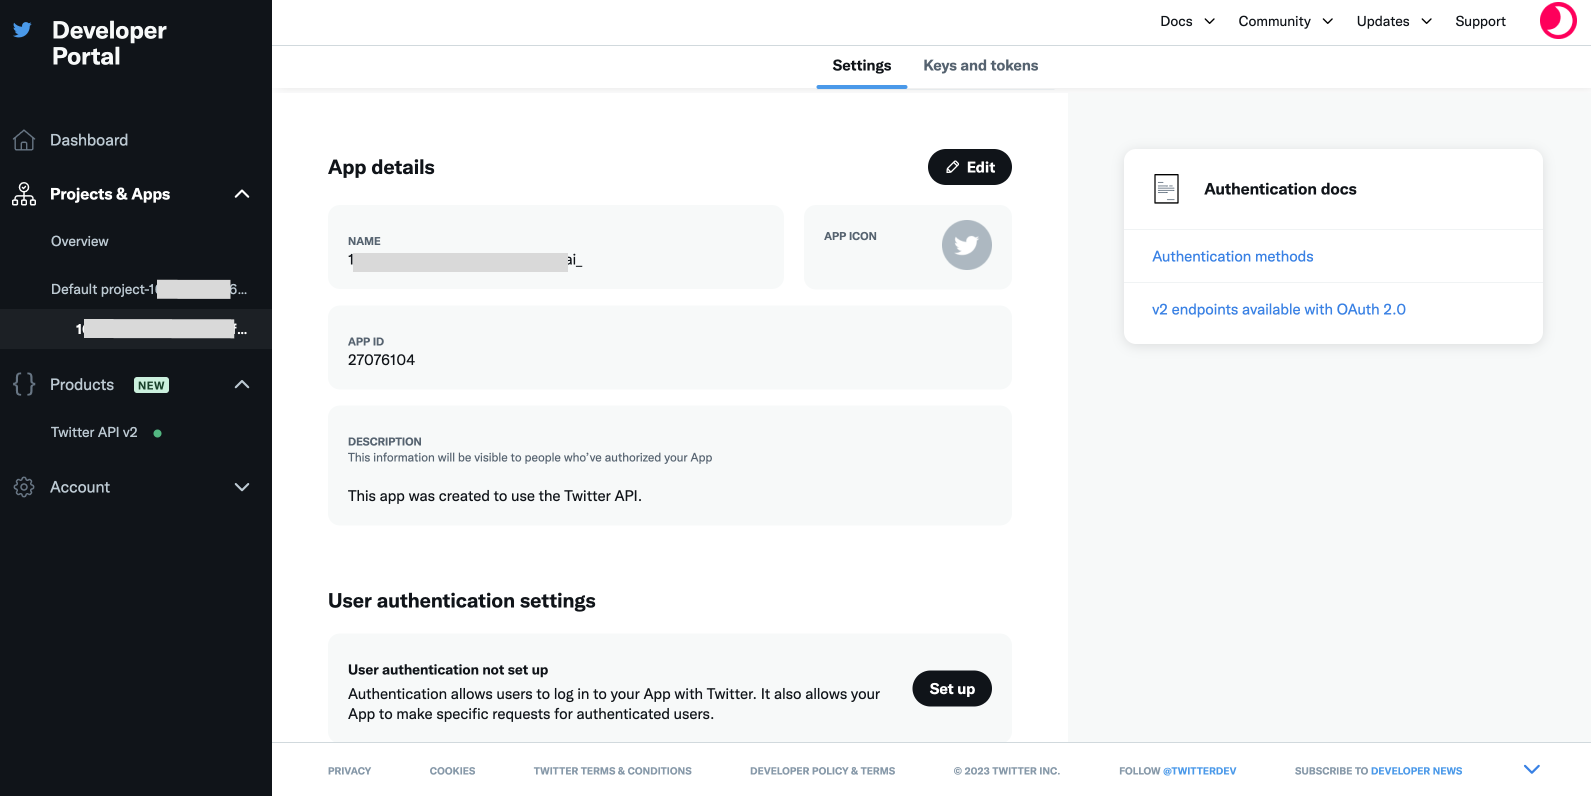 Developer
Portal
Docs
Community
Updates
Support
Settings
Keys and tokens
Dashboard
Projects & Apps
Overview
Default project-1 6...
1 f...
Products NEW
Twitter API v2
Account
App details
Edit
NAME
1 ai_
APP ICON
APP ID
27076104
DESCRIPTION
This information will be visible to people who've authorized your App
This app was created to use the Twitter API.
User authentication settings
User authentication not set up
Authentication allows users to log in to your App with Twitter. It also allows your
App to make specific requests for authenticated users.
Set up
Authentication docs
Authentication methods
v2 endpoints available with OAuth 2.0
PRIVACY
COOKIES
TWITTER TERMS & CONDITIONS
DEVELOPER POLICY & TERMS
© 2023 TWITTER INC.
FOLLOW @TWITTERDEV
SUBSCRIBE TO DEVELOPER NEWS